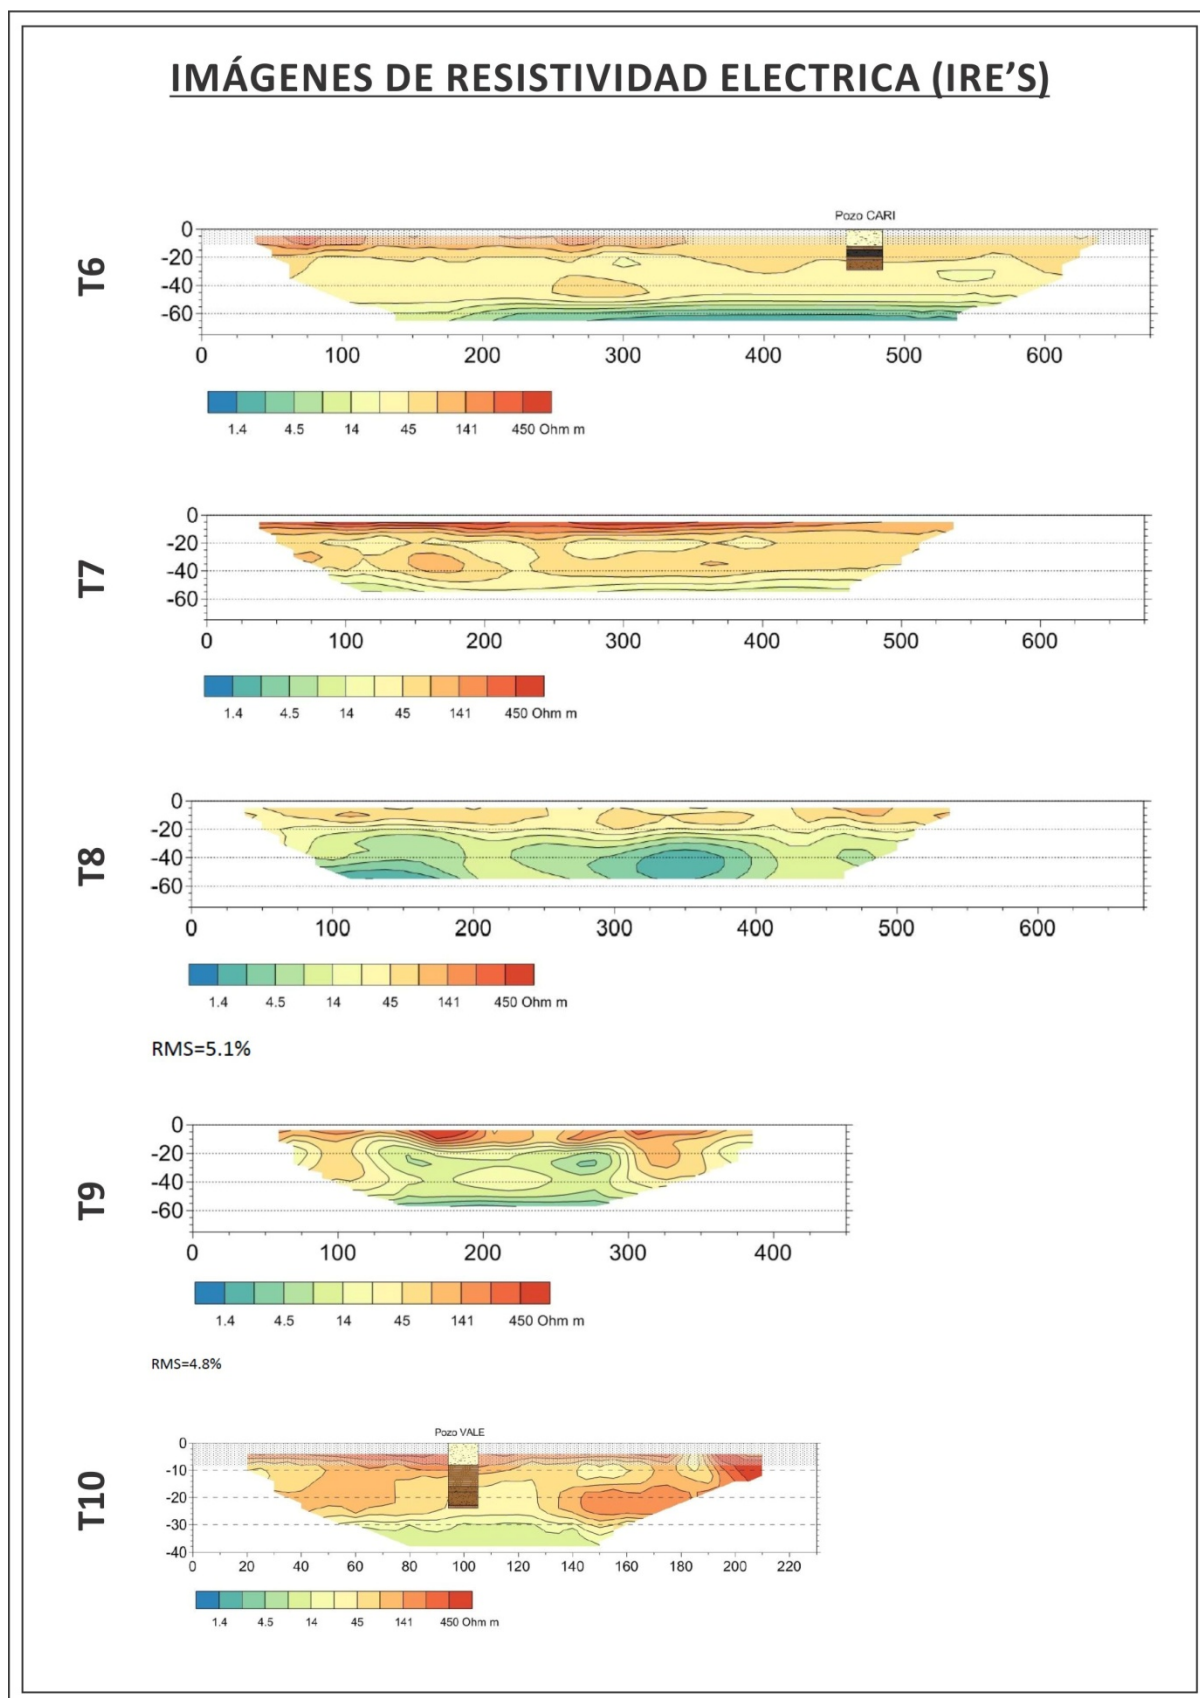 IMÁGENES DE RESISTIVIDAD ELECTRICA (IRE'S)
T6
Pozo CARI
0
-20
-40
-60
0 100 200 300 400 500 600
1.4 4.5 14 45 141 450 Ohm m
T7
0
-20
-40
-60
0 100 200 300 400 500 600
1.4 4.5 14 45 141 450 Ohm m
T8
0
-20
-40
-60
0 100 200 300 400 500 600
1.4 4.5 14 45 141 450 Ohm m
RMS=5.1%
T9
0
-20
-40
-60
0 100 200 300 400
1.4 4.5 14 45 141 450 Ohm m
RMS=4.8%
T10
Pozo VALE
0
-10
-20
-30
-40
0 20 40 60 80 100 120 140 160 180 200 220
1.4 4.5 14 45 141 450 Ohm m